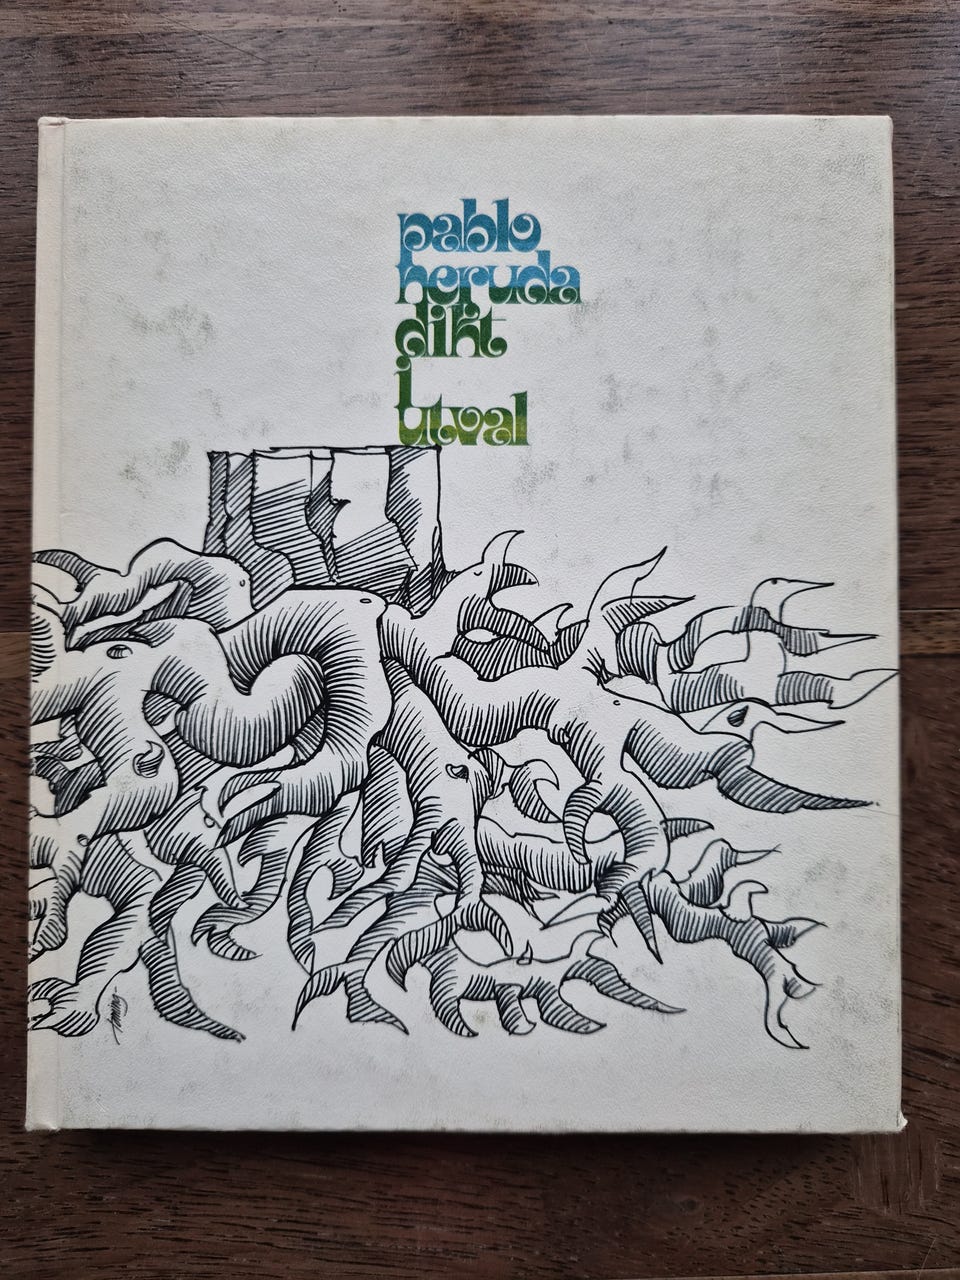 pablo
neruda
dikt
i
utval